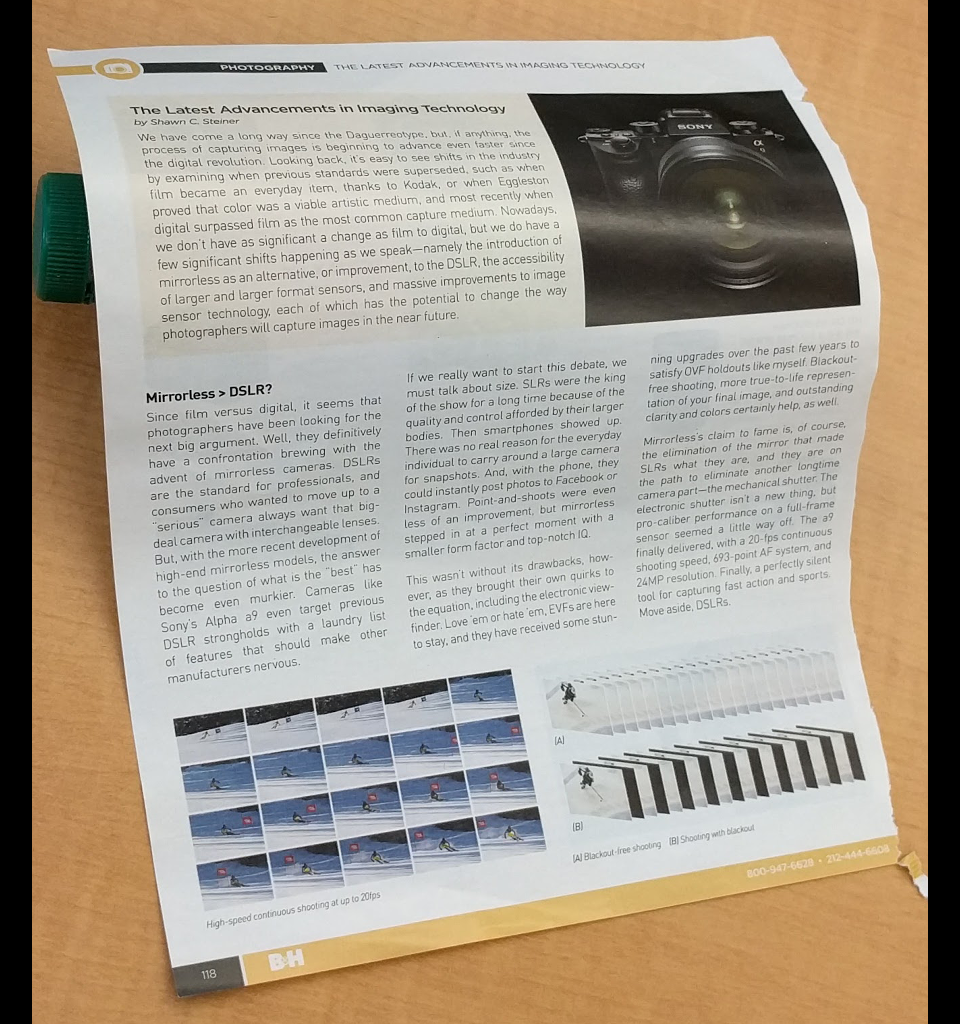 PHOTOGRAPHY THE LATEST ADVANCEMENTS IN IMAGING TECHNOLOGY
The Latest Advancements in Imaging Technology
by Shawn C. Steiner
We have come a long way since the Daguerreotype, but, if anything, the
process of capturing images is beginning to advance even faster since
the digital revolution. Looking back, it's easy to see shifts in the industry
by examining when previous standards were superseded, such as when
film became an everyday item, thanks to Kodak, or when Eggleston
proved that color was a viable artistic medium, and most recently when
digital surpassed film as the most common capture medium. Nowadays,
we don't have as significant a change as film to digital, but we do have a
few significant shifts happening as we speak—namely the introduction of
mirrorless as an alternative, or improvement, to the DSLR, the accessibility
of larger and larger format sensors, and massive improvements to image
sensor technology, each of which has the potential to change the way
photographers will capture images in the near future.
SONY
α
9
Mirrorless > DSLR?
Since film versus digital, it seems that
photographers have been looking for the
next big argument. Well, they definitively
have a confrontation brewing with the
advent of mirrorless cameras. DSLRs
are the standard for professionals, and
consumers who wanted to move up to a
"serious" camera always want that big-
deal camera with interchangeable lenses.
But, with the more recent development of
high-end mirrorless models, the answer
to the question of what is the "best" has
become even murkier. Cameras like
Sony's Alpha a9 even target previous
DSLR strongholds with a laundry list
of features that should make other
manufacturers nervous.
If we really want to start this debate, we
must talk about size. SLRs were the king
of the show for a long time because of the
quality and control afforded by their larger
bodies. Then smartphones showed up.
There was no real reason for the everyday
individual to carry around a large camera
for snapshots. And, with the phone, they
could instantly post photos to Facebook or
Instagram. Point-and-shoots were even
less of an improvement, but mirrorless
stepped in at a perfect moment with a
smaller form factor and top-notch IQ.
This wasn't without its drawbacks, how-
ever, as they brought their own quirks to
the equation, including the electronic view-
finder. Love 'em or hate 'em, EVFs are here
to stay, and they have received some stun-
ning upgrades over the past few years to
satisfy OVF holdouts like myself. Blackout-
free shooting, more true-to-life represen-
tation of your final image, and outstanding
clarity and colors certainly help, as well.
Mirrorless's claim to fame is, of course,
the elimination of the mirror that made
SLRs what they are, and they are on
the path to eliminate another longtime
camera part—the mechanical shutter. The
electronic shutter isn't a new thing, but
pro-caliber performance on a full-frame
sensor seemed a little way off. The a9
finally delivered, with a 20-fps continuous
shooting speed, 693-point AF system, and
24MP resolution. Finally, a perfectly silent
tool for capturing fast action and sports.
Move aside, DSLRs.
High-speed continuous shooting at up to 20fps
(A)
(B)
(A) Blackout-free shooting (B) Shooting with blackout
800-947-6628 • 212-444-6608
118
B&H